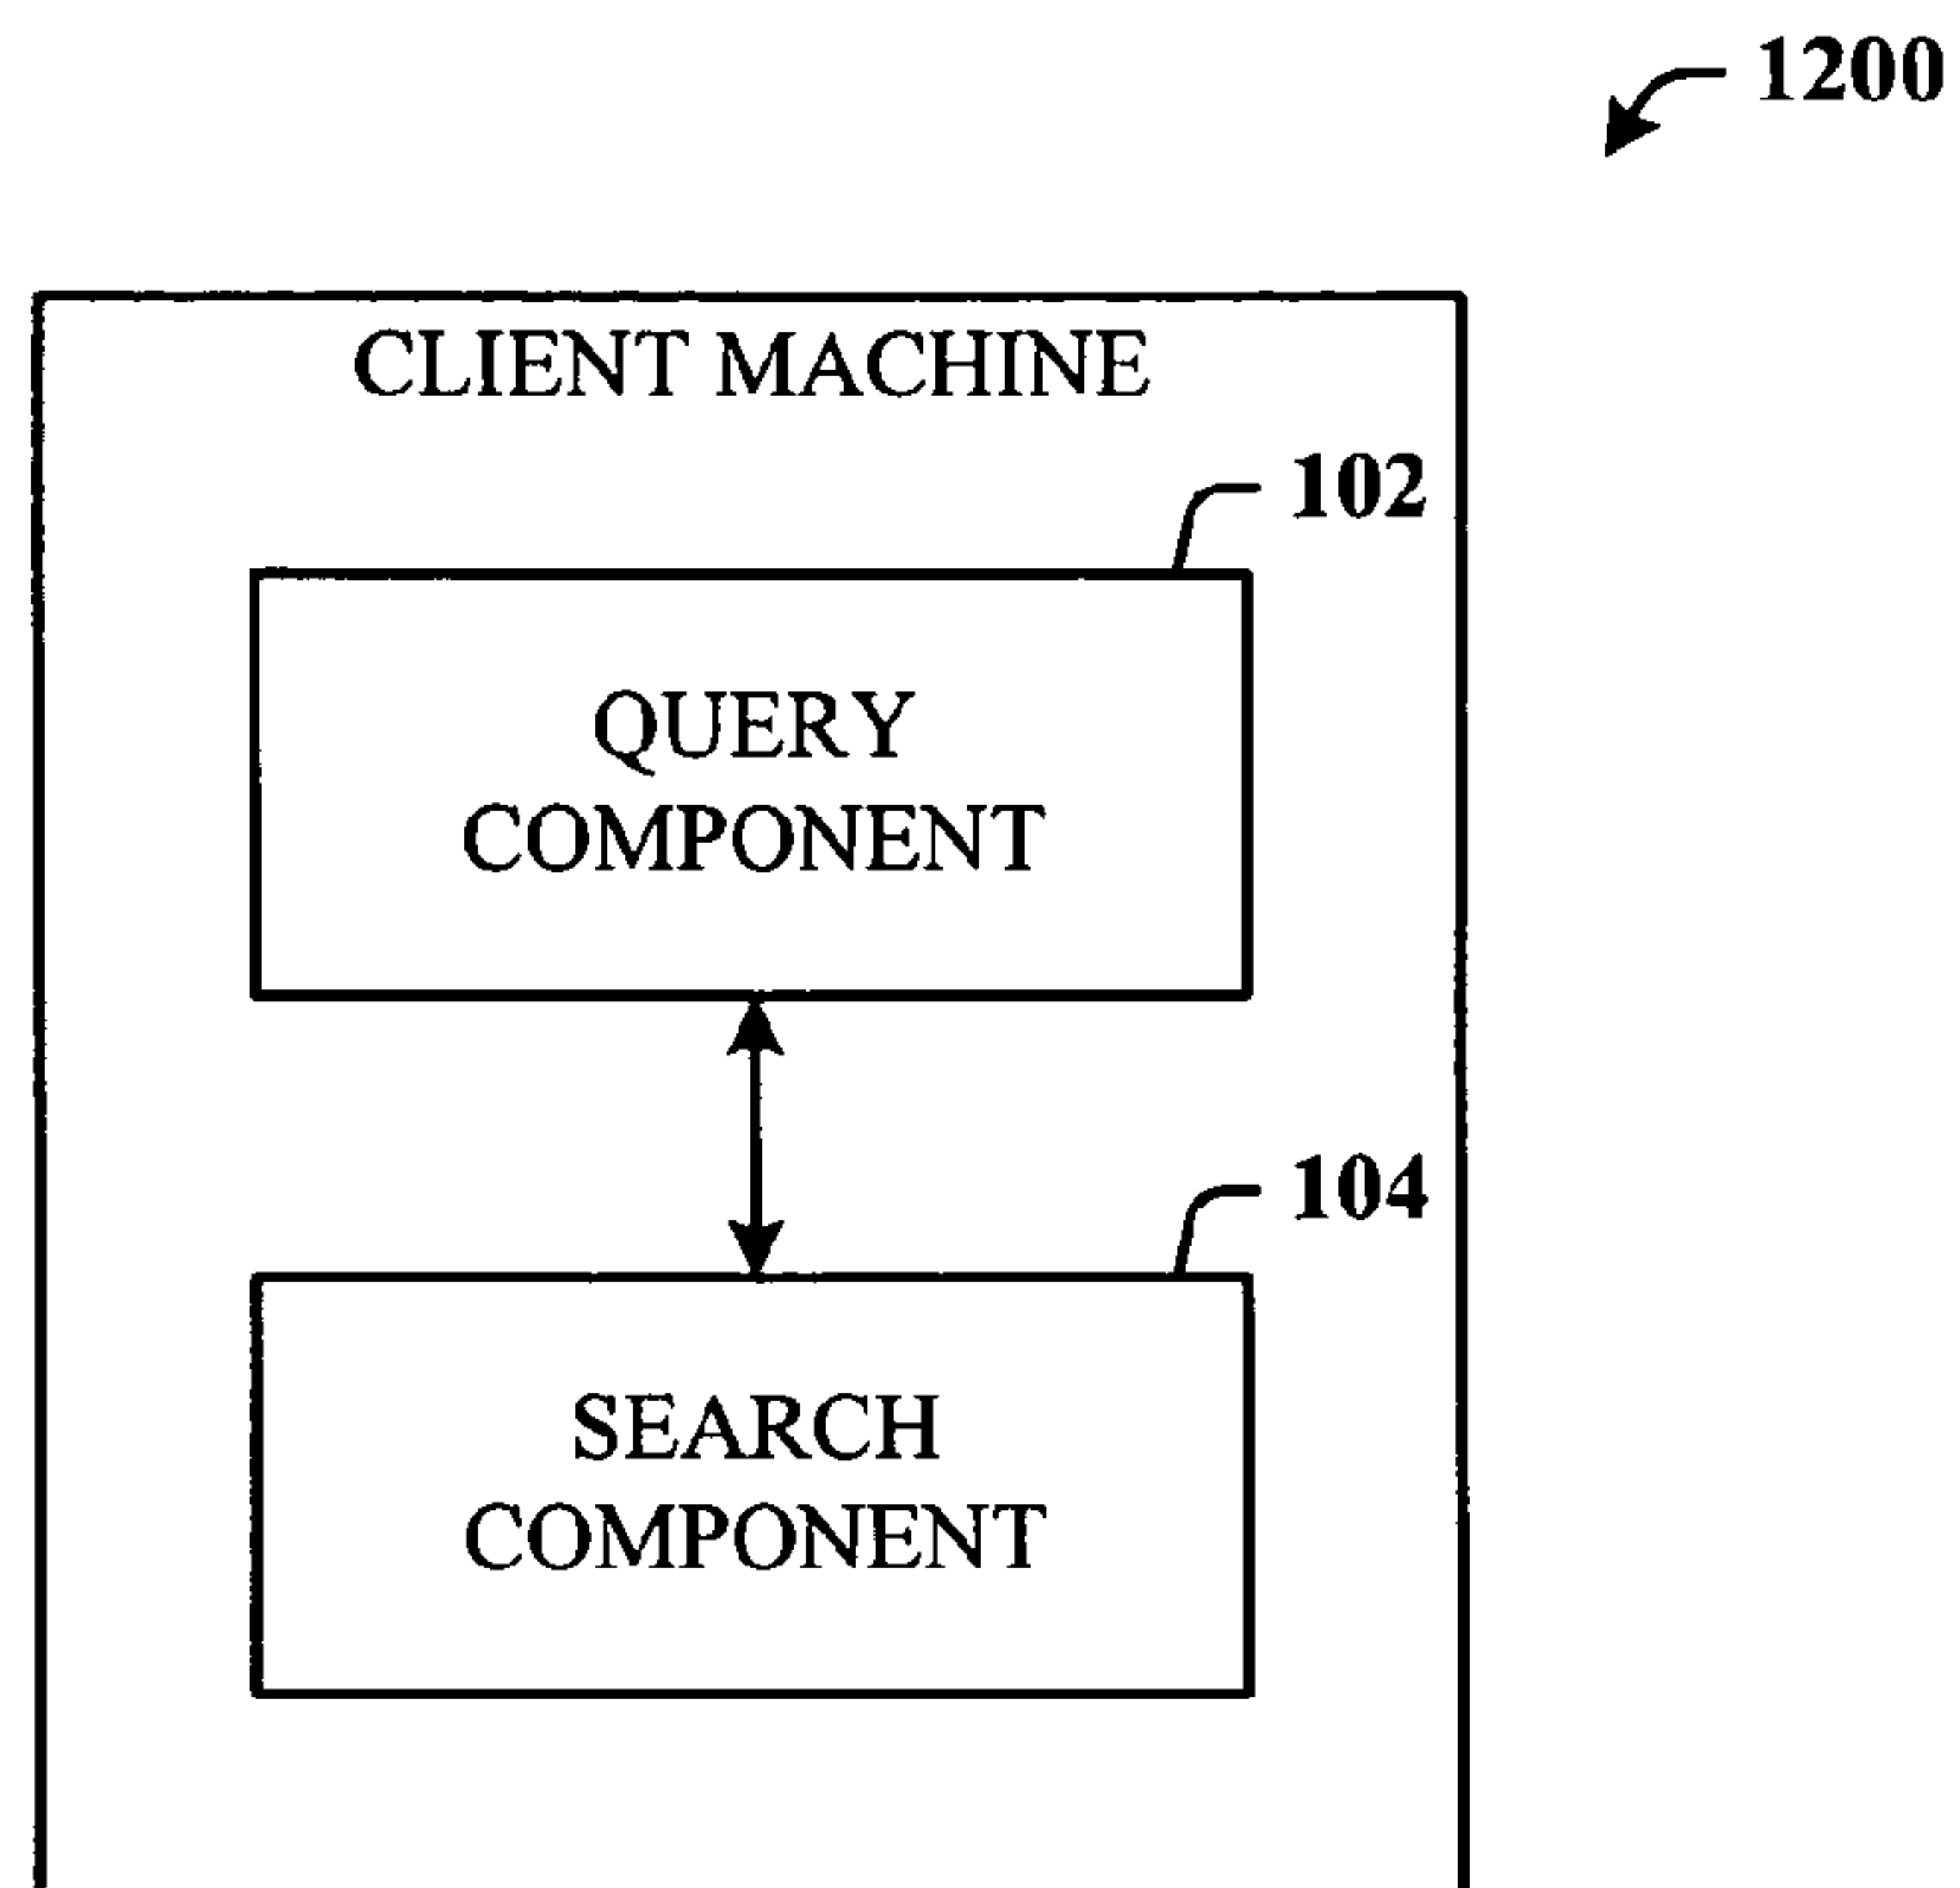 1200
CLIENT MACHINE
102
QUERY
COMPONENT
104
SEARCH
COMPONENT